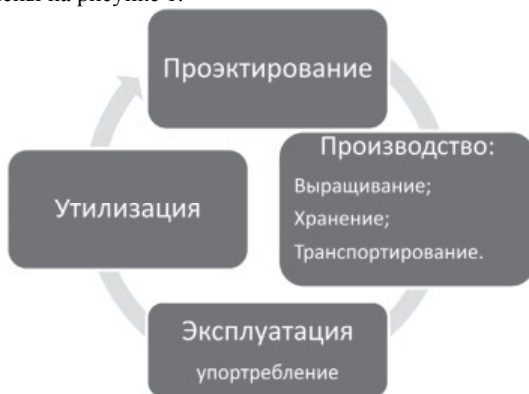 Проэктирование
Производство:
Выращивание;
Хранение;
Транспортирование.
Эксплуатация
упортребление
Утилизация